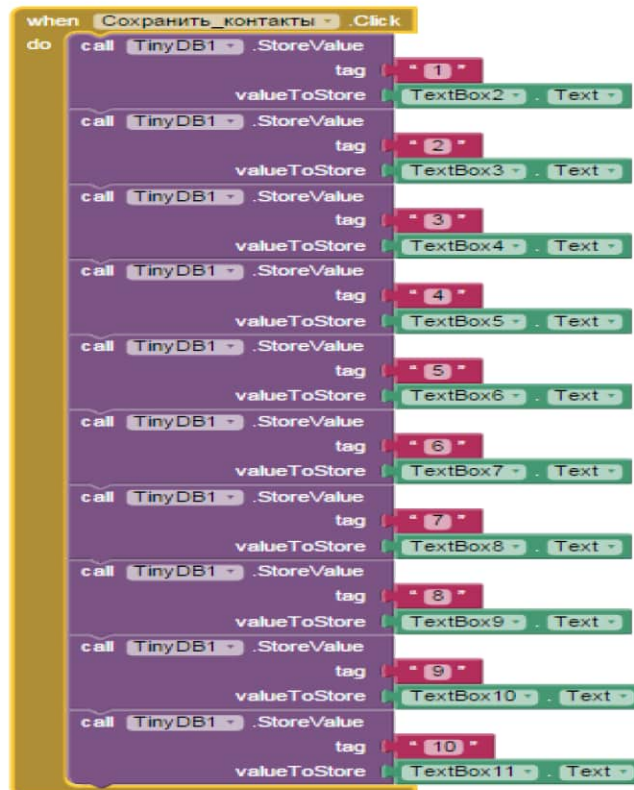 when Сохранить_контакты .Click
do call TinyDB1 .StoreValue
tag " 1 "
valueToStore TextBox2 . Text
call TinyDB1 .StoreValue
tag " 2 "
valueToStore TextBox3 . Text
call TinyDB1 .StoreValue
tag " 3 "
valueToStore TextBox4 . Text
call TinyDB1 .StoreValue
tag " 4 "
valueToStore TextBox5 . Text
call TinyDB1 .StoreValue
tag " 5 "
valueToStore TextBox6 . Text
call TinyDB1 .StoreValue
tag " 6 "
valueToStore TextBox7 . Text
call TinyDB1 .StoreValue
tag " 7 "
valueToStore TextBox8 . Text
call TinyDB1 .StoreValue
tag " 8 "
valueToStore TextBox9 . Text
call TinyDB1 .StoreValue
tag " 9 "
valueToStore TextBox10 . Text
call TinyDB1 .StoreValue
tag " 10 "
valueToStore TextBox11 . Text